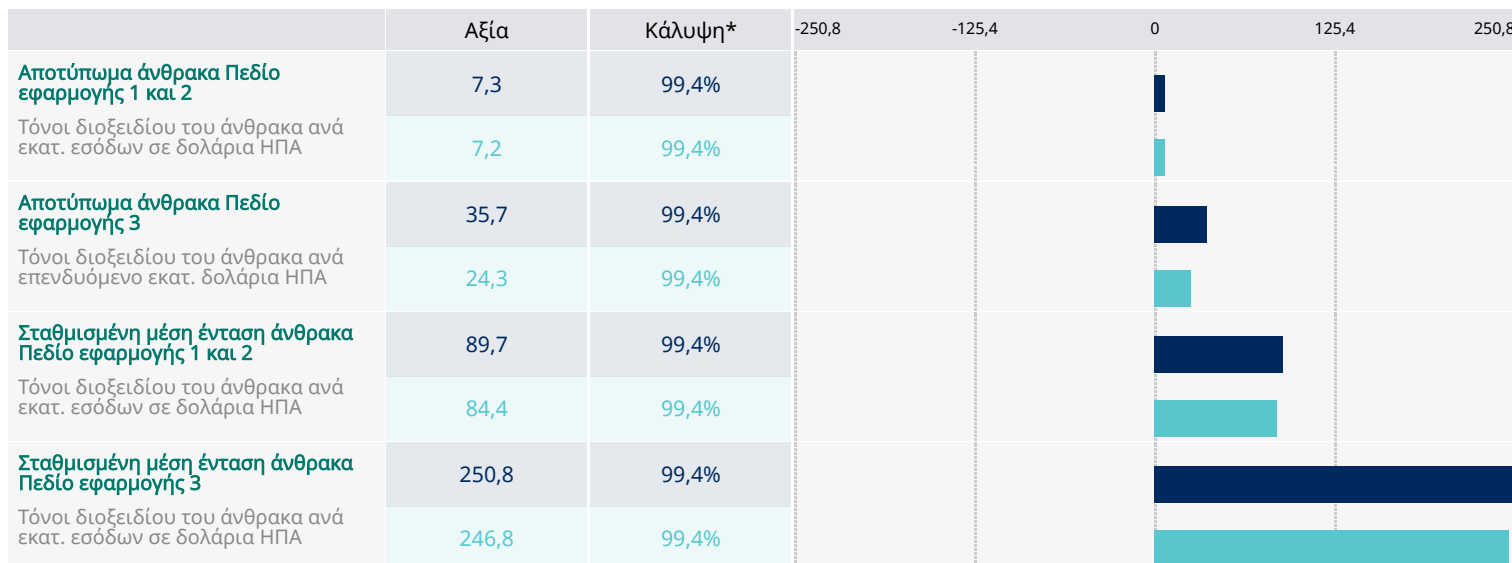 Αξία Κάλυψη* -250,8 -125,4 0 125,4 250,8
Αποτύπωμα άνθρακα Πεδίο
εφαρμογής 1 και 2
Τόνοι διοξειδίου του άνθρακα ανά
εκατ. εσόδων σε δολάρια ΗΠΑ
7,3 99,4%
7,2 99,4%
Αποτύπωμα άνθρακα Πεδίο
εφαρμογής 3
Τόνοι διοξειδίου του άνθρακα ανά
επενδυόμενο εκατ. δολάρια ΗΠΑ
35,7 99,4%
24,3 99,4%
Σταθμισμένη μέση ένταση άνθρακα
Πεδίο εφαρμογής 1 και 2
Τόνοι διοξειδίου του άνθρακα ανά
εκατ. εσόδων σε δολάρια ΗΠΑ
89,7 99,4%
84,4 99,4%
Σταθμισμένη μέση ένταση άνθρακα
Πεδίο εφαρμογής 3
Τόνοι διοξειδίου του άνθρακα ανά
εκατ. εσόδων σε δολάρια ΗΠΑ
250,8 99,4%
246,8 99,4%